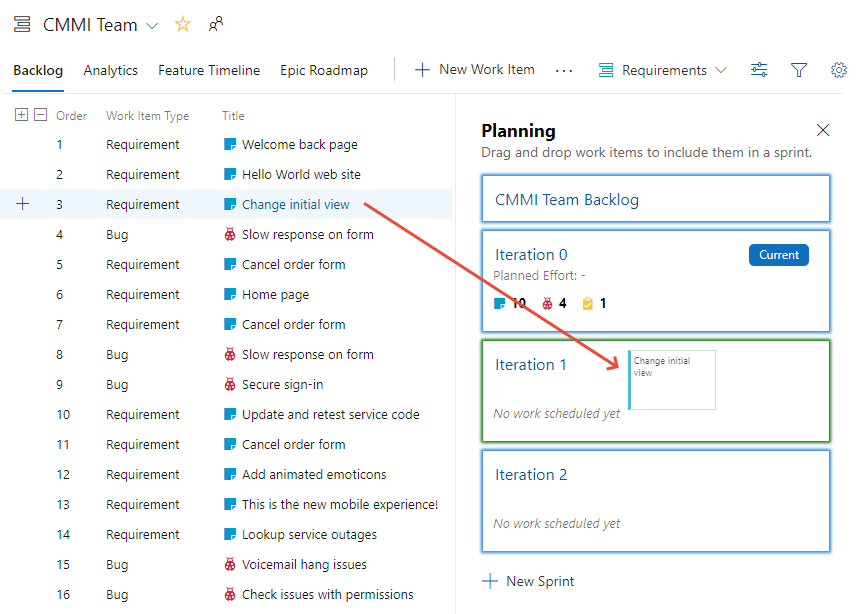 CMMI Team
Backlog Analytics Feature Timeline Epic Roadmap New Work Item ... Requirements
Order Work Item Type Title
1 Requirement Welcome back page
2 Requirement Hello World web site
3 Requirement Change initial view
4 Bug Slow response on form
5 Requirement Cancel order form
6 Requirement Home page
7 Requirement Cancel order form
8 Bug Slow response on form
9 Bug Secure sign-in
10 Requirement Update and retest service code
11 Requirement Cancel order form
12 Requirement Add animated emoticons
13 Requirement This is the new mobile experience!
14 Requirement Lookup service outages
15 Bug Voicemail hang issues
16 Bug Check issues with permissions
Planning
Drag and drop work items to include them in a sprint.
CMMI Team Backlog
Iteration 0 Current
Planned Effort: -
10 4 1
Iteration 1
Change initial
view
No work scheduled yet
Iteration 2
No work scheduled yet
New Sprint